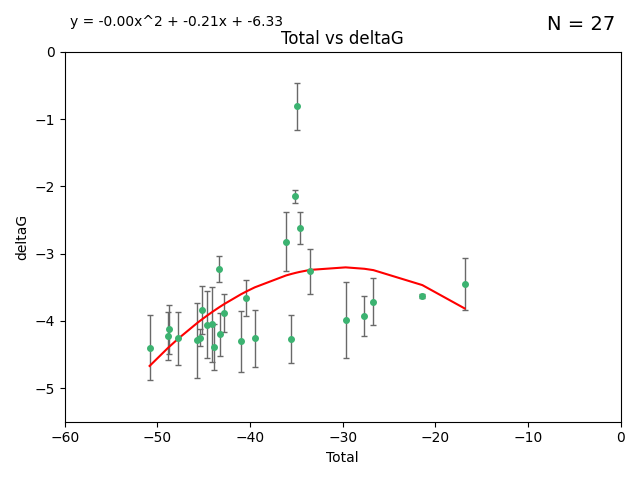 y = -0.00x^2 + -0.21x + -6.33
N = 27
Total vs deltaG
0
−1
−2
−3
−4
−5
deltaG
−60 −50 −40 −30 −20 −10 0
Total